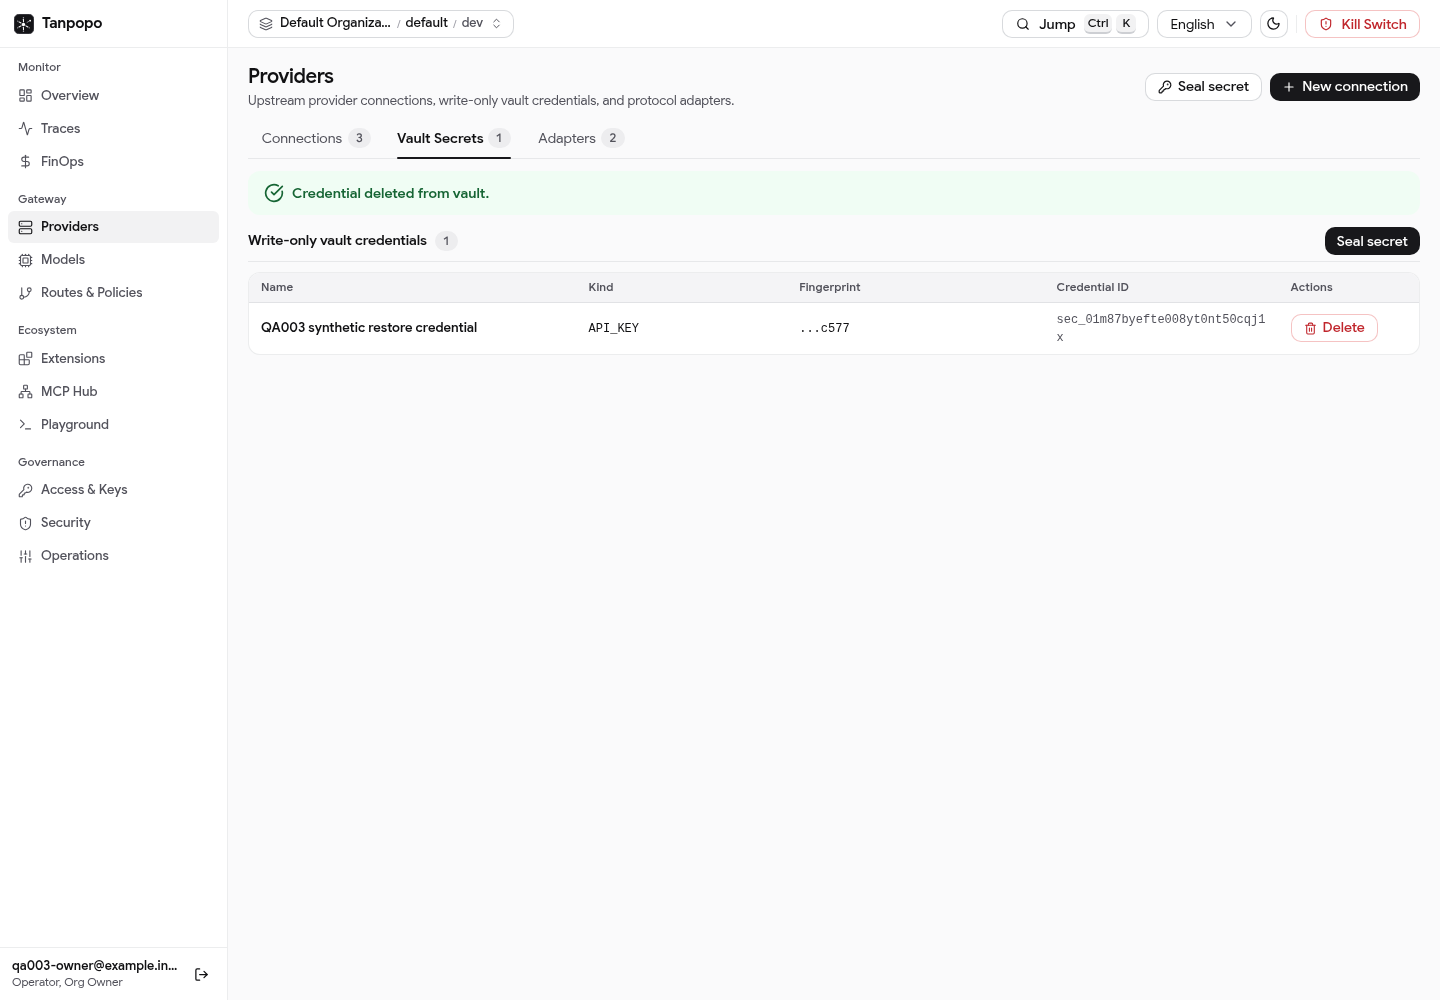 Tanpopo
Default Organiza... / default / dev
Jump Ctrl K
English
Kill Switch
Monitor
Overview
Traces
FinOps
Gateway
Providers
Models
Routes & Policies
Ecosystem
Extensions
MCP Hub
Playground
Governance
Access & Keys
Security
Operations
qa003-owner@example.in...
Operator, Org Owner
Providers
Upstream provider connections, write-only vault credentials, and protocol adapters.
Seal secret
New connection
Connections 3
Vault Secrets 1
Adapters 2
Credential deleted from vault.
Write-only vault credentials 1
Seal secret
Name Kind Fingerprint Credential ID Actions
QA003 synthetic restore credential API_KEY ...c577 sec_01m87byefte008yt0nt50cqj1
x
Delete